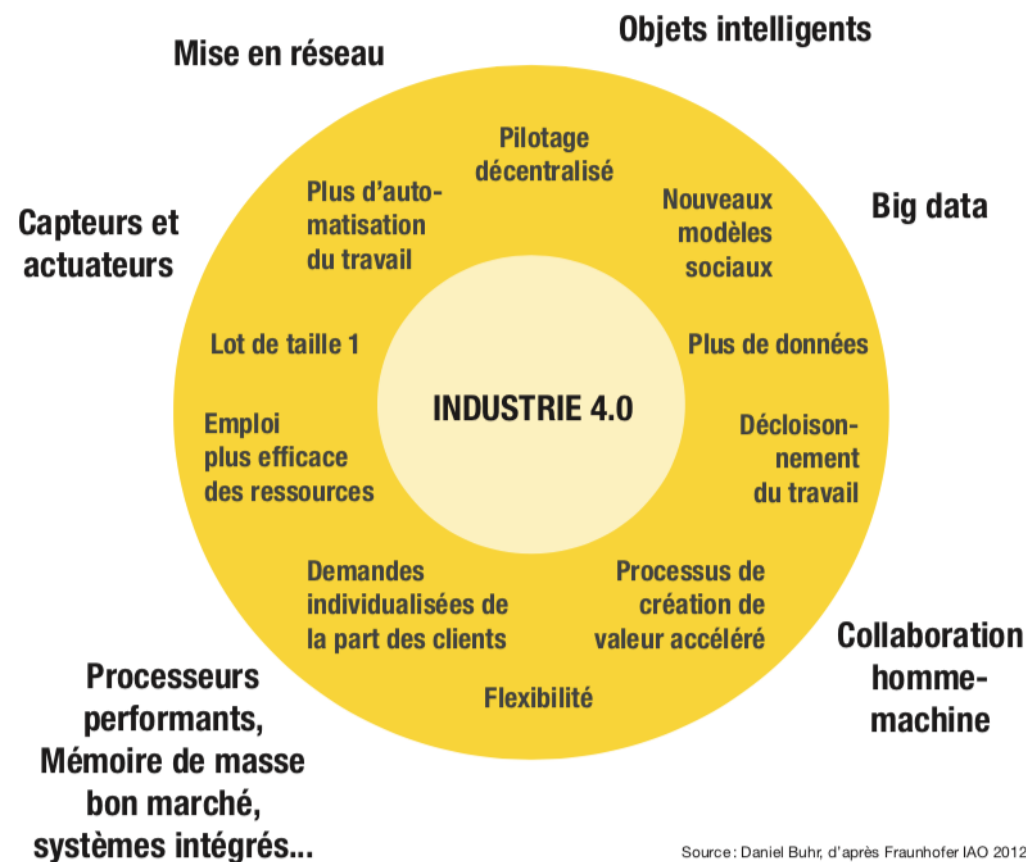 Objets intelligents
Mise en réseau
Pilotage
décentralisé
Plus d'auto-
matisation
du travail
Nouveaux
modèles
sociaux
Big data
Capteurs et
actuateurs
Lot de taille 1
Plus de données
INDUSTRIE 4.0
Emploi
plus efficace
des ressources
Décloison-
nement
du travail
Demandes
individualisées de
la part des clients
Processus de
création de
valeur accéléré
Collaboration
homme-
machine
Flexibilité
Processeurs
performants,
Mémoire de masse
bon marché,
systèmes intégrés...
Source : Daniel Buhr, d'après Fraunhofer IAO 2012